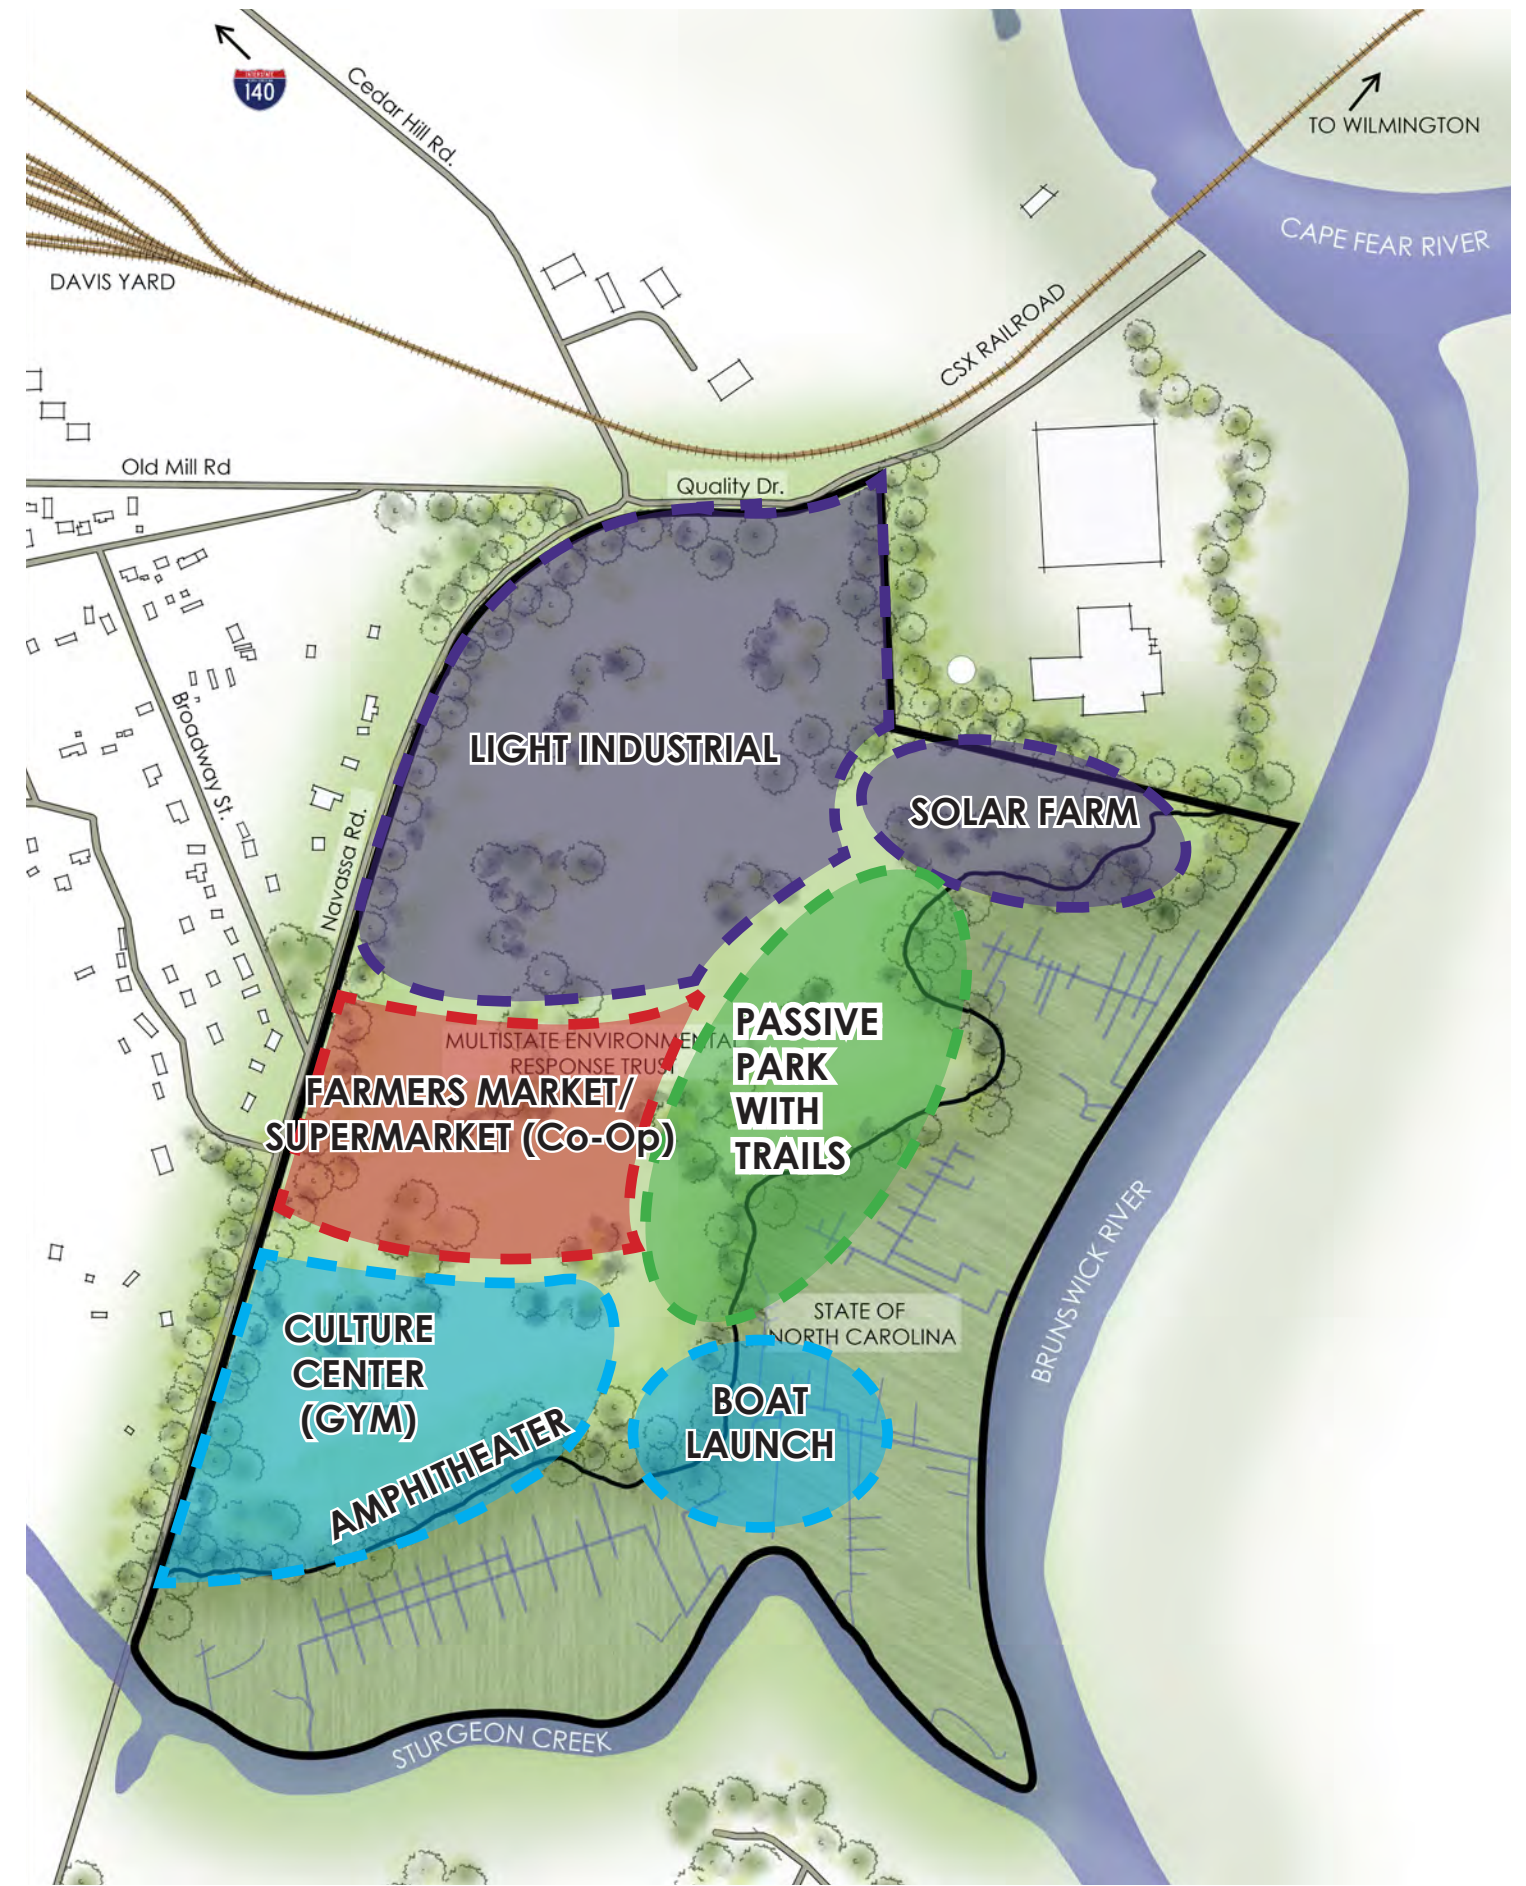 INTERSTATE
140
Cedar Hill Rd.
TO WILMINGTON
CAPE FEAR RIVER
DAVIS YARD
CSX RAILROAD
Old Mill Rd
Quality Dr.
Broadway St.
LIGHT INDUSTRIAL
SOLAR FARM
Navassa Rd.
PASSIVE
PARK
WITH
TRAILS
MULTISTATE ENVIRONMENTAL
RESPONSE TRUST
FARMERS MARKET/
SUPERMARKET (Co-Op)
BRUNSWICK RIVER
STATE OF
NORTH CAROLINA
CULTURE
CENTER
(GYM)
AMPHITHEATER
BOAT
LAUNCH
STURGEON CREEK